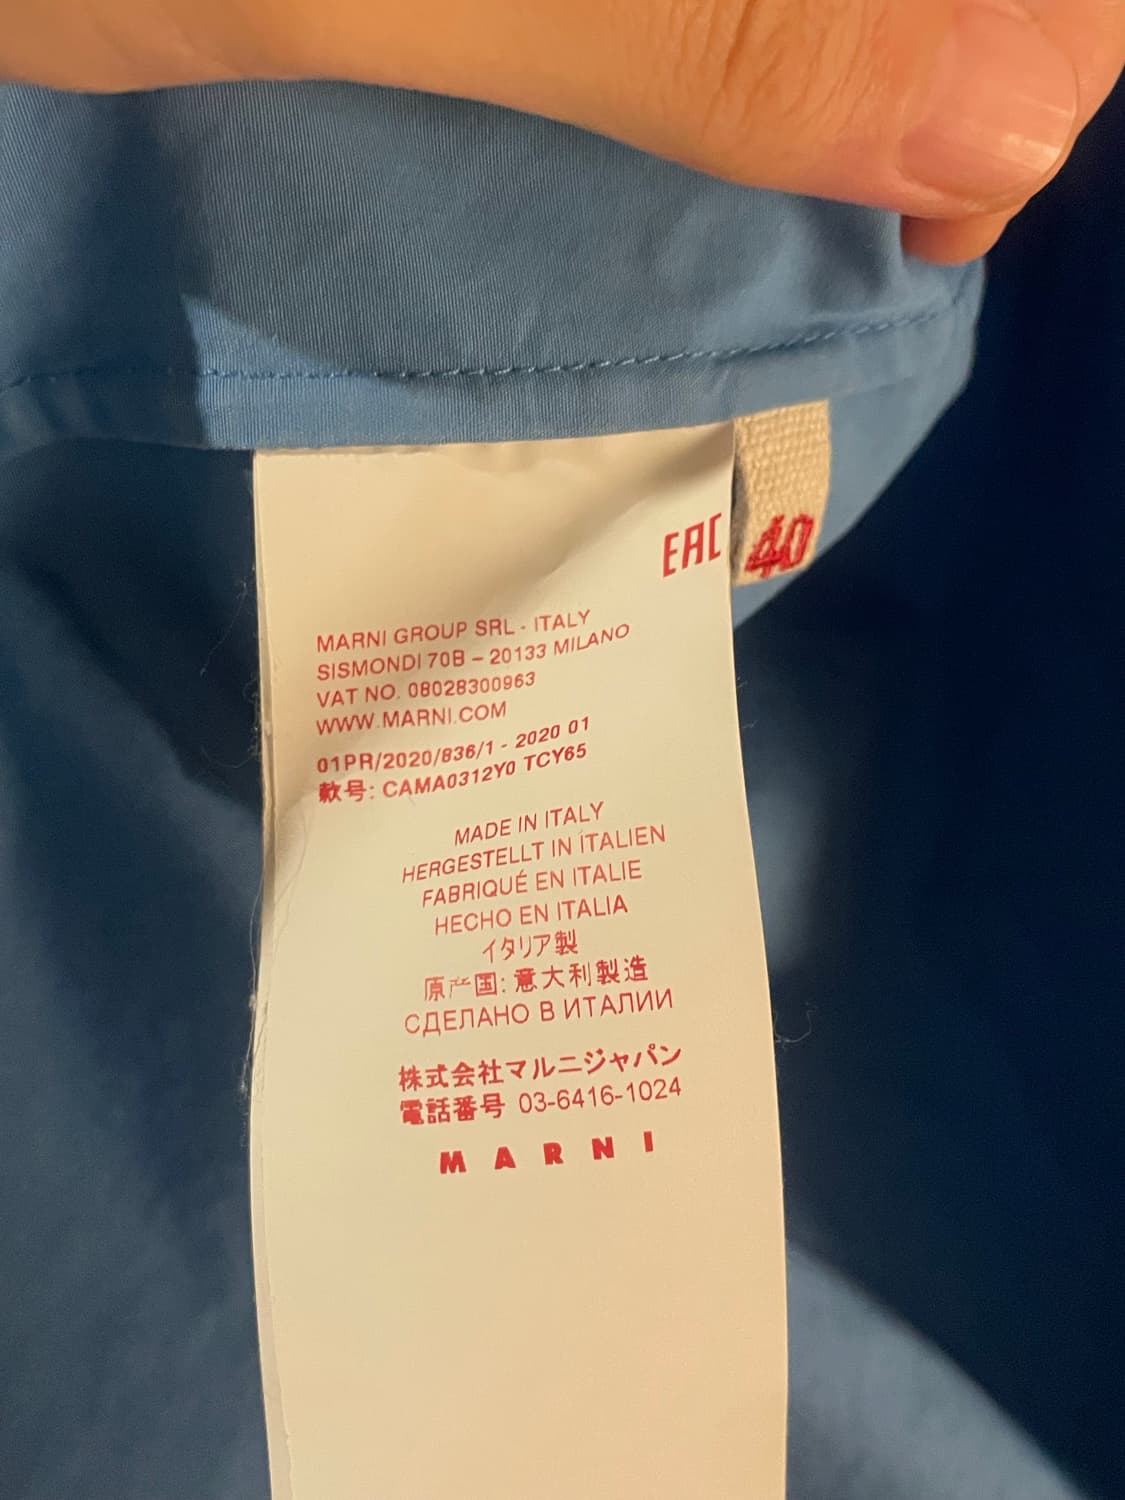 EAC
40
MARNI GROUP SRL - ITALY
SISMONDI 70B – 20133 MILANO
VAT NO. 08028300963
WWW.MARNI.COM
01PR/2020/836/1 - 2020 01
款号: CAMA0312Y0 TCY65
MADE IN ITALY
HERGESTELLT IN ITALIEN
FABRIQUÉ EN ITALIE
HECHO EN ITALIA
イタリア製
原产国: 意大利製造
СДЕЛАНО В ИТАЛИИ
株式会社マルニジャパン
電話番号 03-6416-1024
MARNI